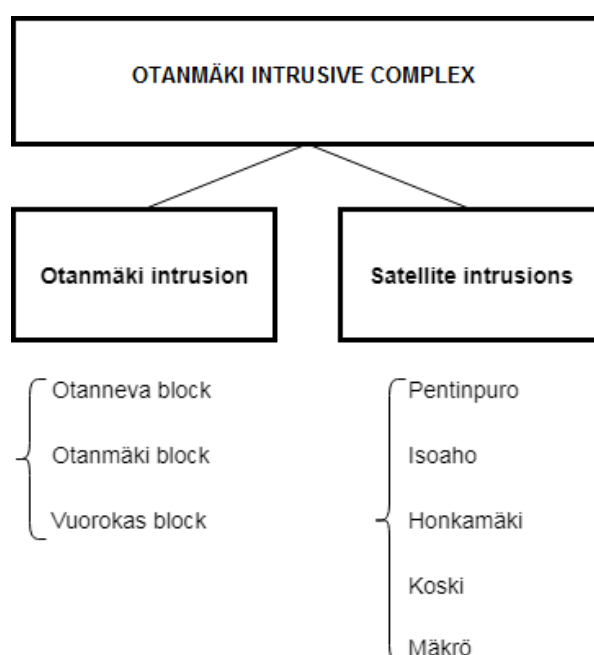 OTANMÄKI INTRUSIVE COMPLEX
Otanmäki intrusion
Satellite intrusions
Otanneva block
Otanmäki block
Vuorokas block
Pentinpuro
Isoaho
Honkamäki
Koski
Mäkrö